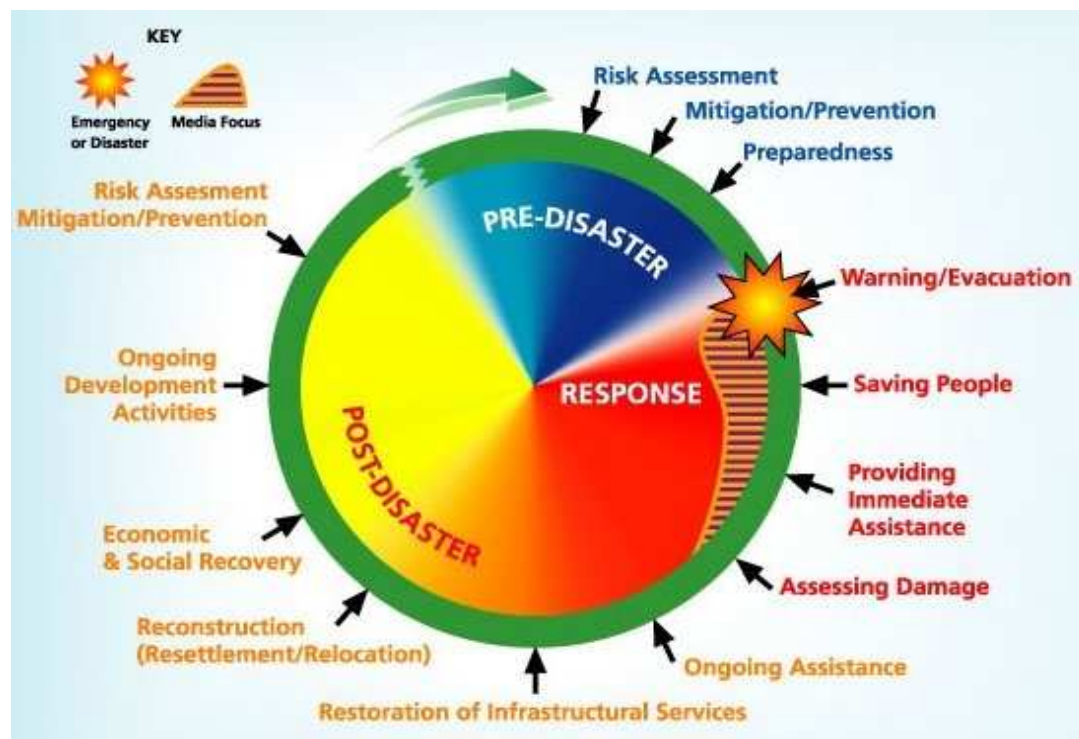 KEY
Emergency
or Disaster
Media Focus
Risk Assessment
Mitigation/Prevention
Preparedness
PRE-DISASTER
Warning/Evacuation
RESPONSE
Saving People
Providing
Immediate
Assistance
Assessing Damage
Ongoing Assistance
Restoration of Infrastructural Services
Reconstruction
(Resettlement/Relocation)
Economic
& Social Recovery
POST-DISASTER
Ongoing
Development
Activities
Risk Assesment
Mitigation/Prevention